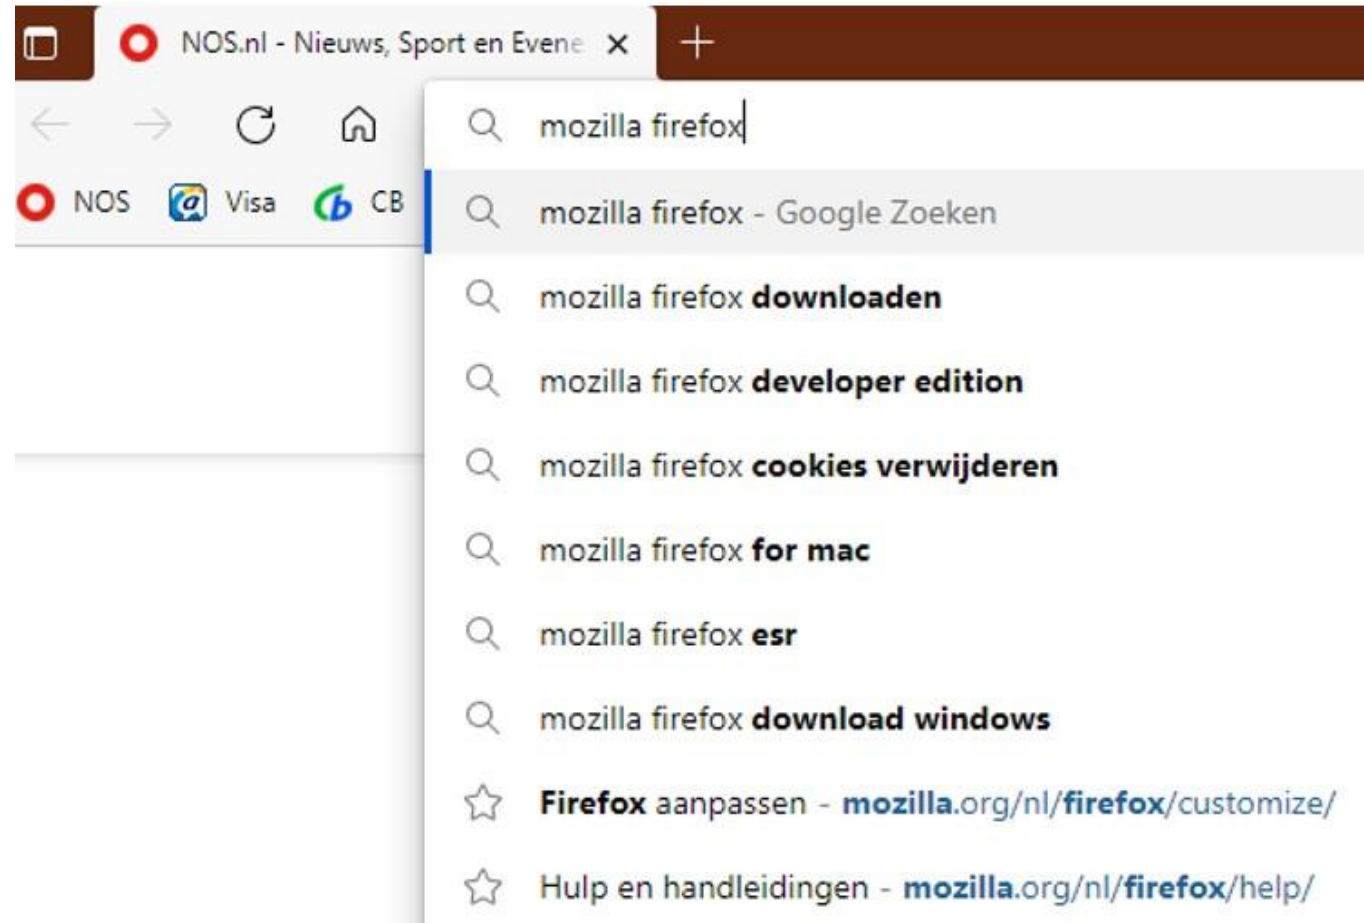 NOS.nl - Nieuws, Sport en Evene
mozilla firefox
NOS Visa CB
mozilla firefox - Google Zoeken
mozilla firefox downloaden
mozilla firefox developer edition
mozilla firefox cookies verwijderen
mozilla firefox for mac
mozilla firefox esr
mozilla firefox download windows
Firefox aanpassen - mozilla.org/nl/firefox/customize/
Hulp en handleidingen - mozilla.org/nl/firefox/help/